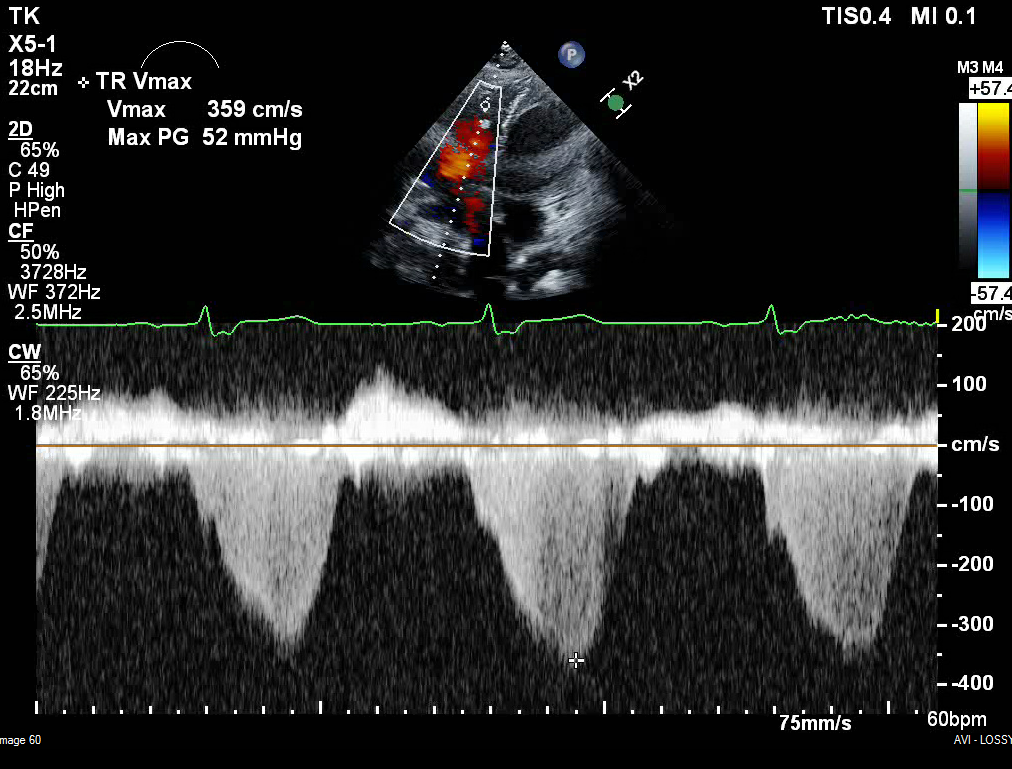 TK
TIS0.4 MI 0.1
X5-1
18Hz
22cm
TR Vmax
Vmax 359 cm/s
Max PG 52 mmHg
P
X2
M3 M4
+57.4
-57.4
cm/s
2D
65%
C 49
P High
HPen
CF
50%
3728Hz
WF 372Hz
2.5MHz
CW
65%
WF 225Hz
1.8MHz
200
100
cm/s
-100
-200
-300
-400
75mm/s
60bpm
mage 60
AVI - LOSSY